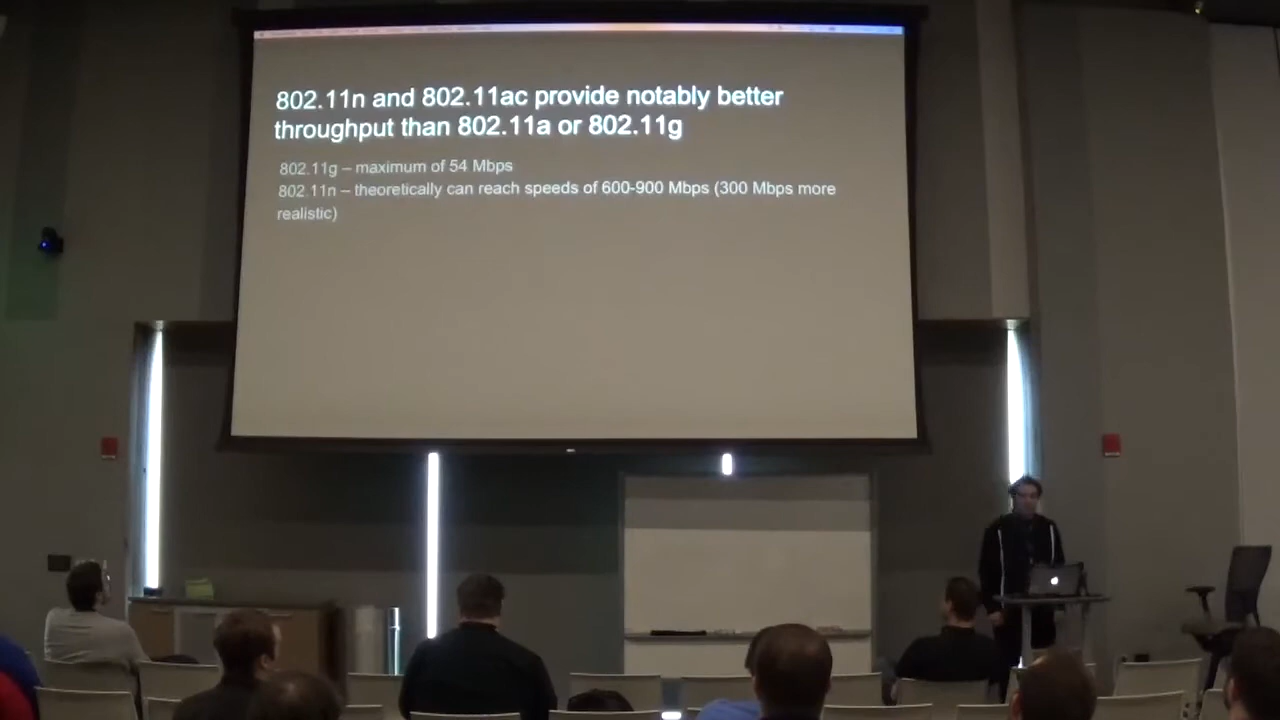 802.11n and 802.11ac provide notably better
throughput than 802.11a or 802.11g
802.11g – maximum of 54 Mbps
802.11n – theoretically can reach speeds of 600-900 Mbps (300 Mbps more
realistic)